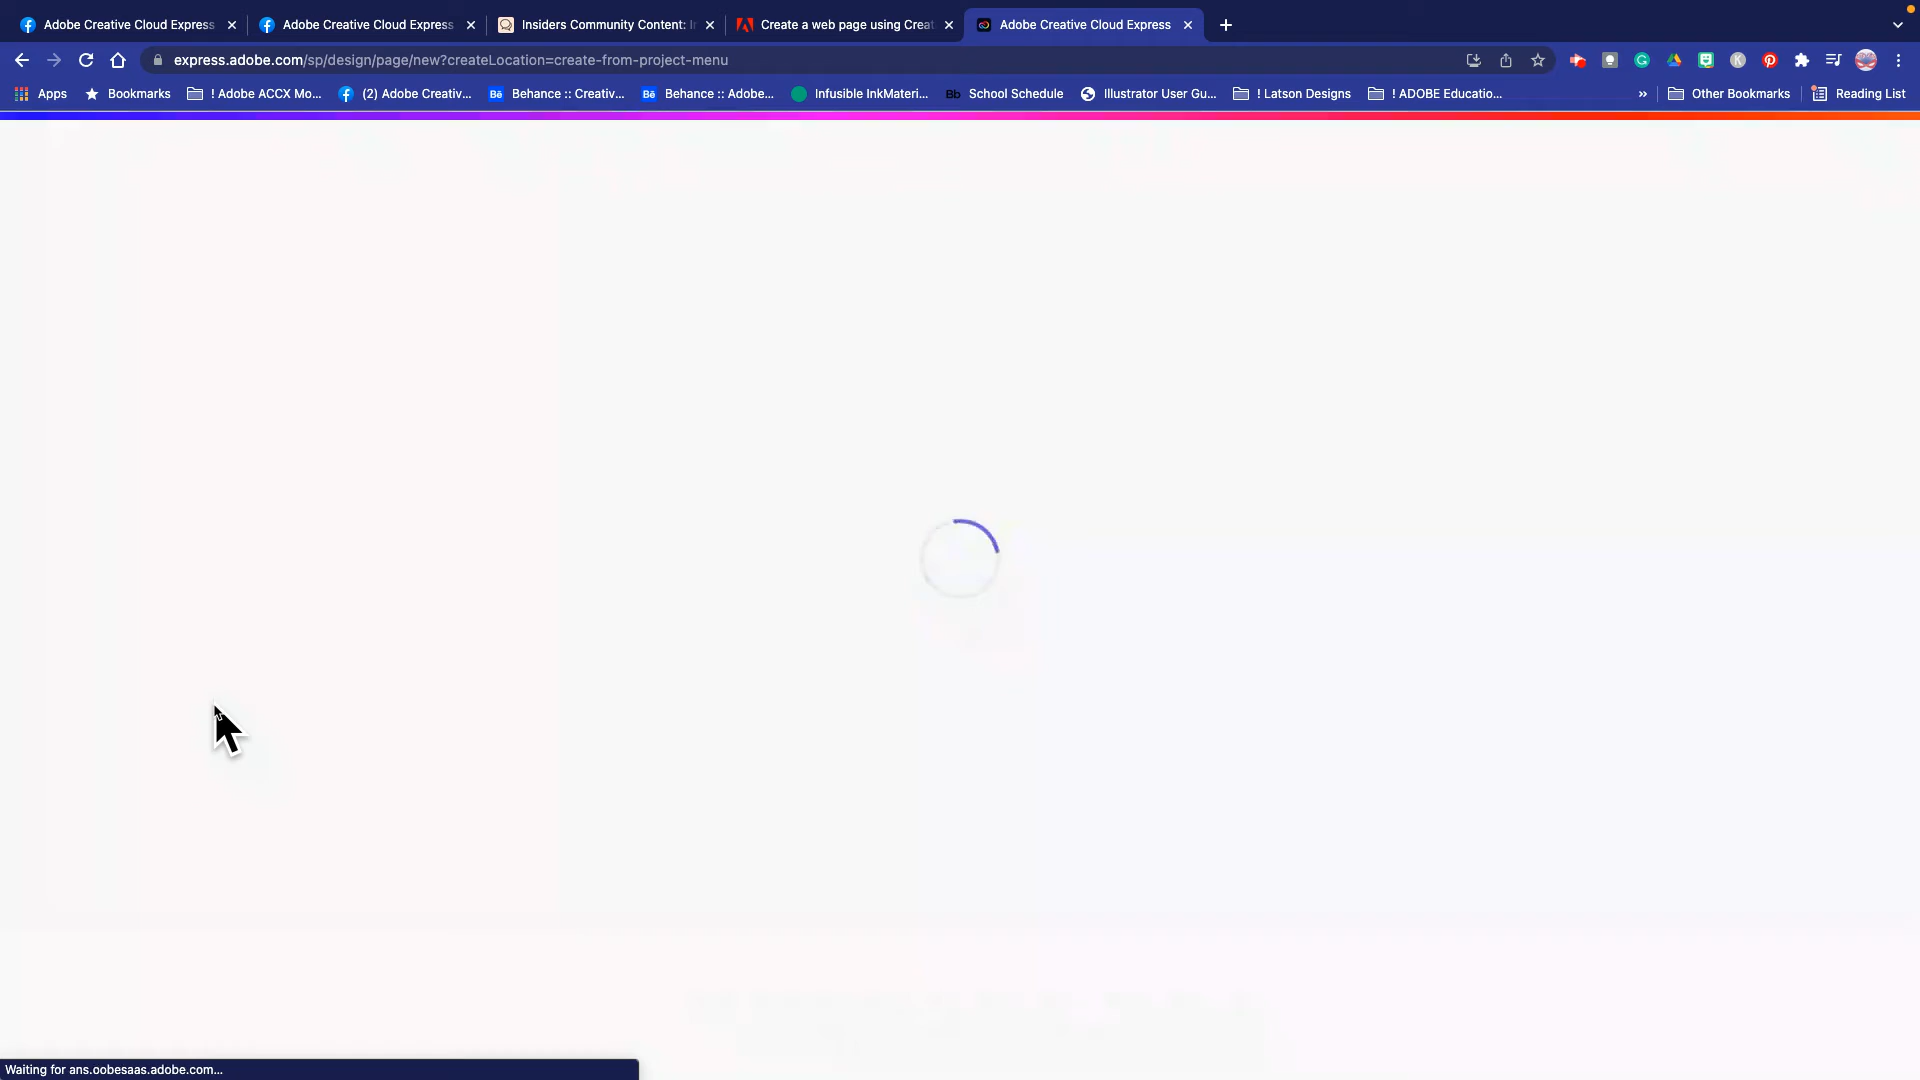 Adobe Creative Cloud Express
Adobe Creative Cloud Express
Insiders Community Content: I
Create a web page using Creat
Adobe Creative Cloud Express
express.adobe.com/sp/design/page/new?createLocation=create-from-project-menu
Apps
Bookmarks
! Adobe ACCX Mo...
(2) Adobe Creativ...
Bē Behance :: Creativ...
Bē Behance :: Adobe...
Infusible InkMateri...
Bb School Schedule
Illustrator User Gu...
! Latson Designs
! ADOBE Educatio...
»
Other Bookmarks
Reading List
Waiting for ans.oobesaas.adobe.com...